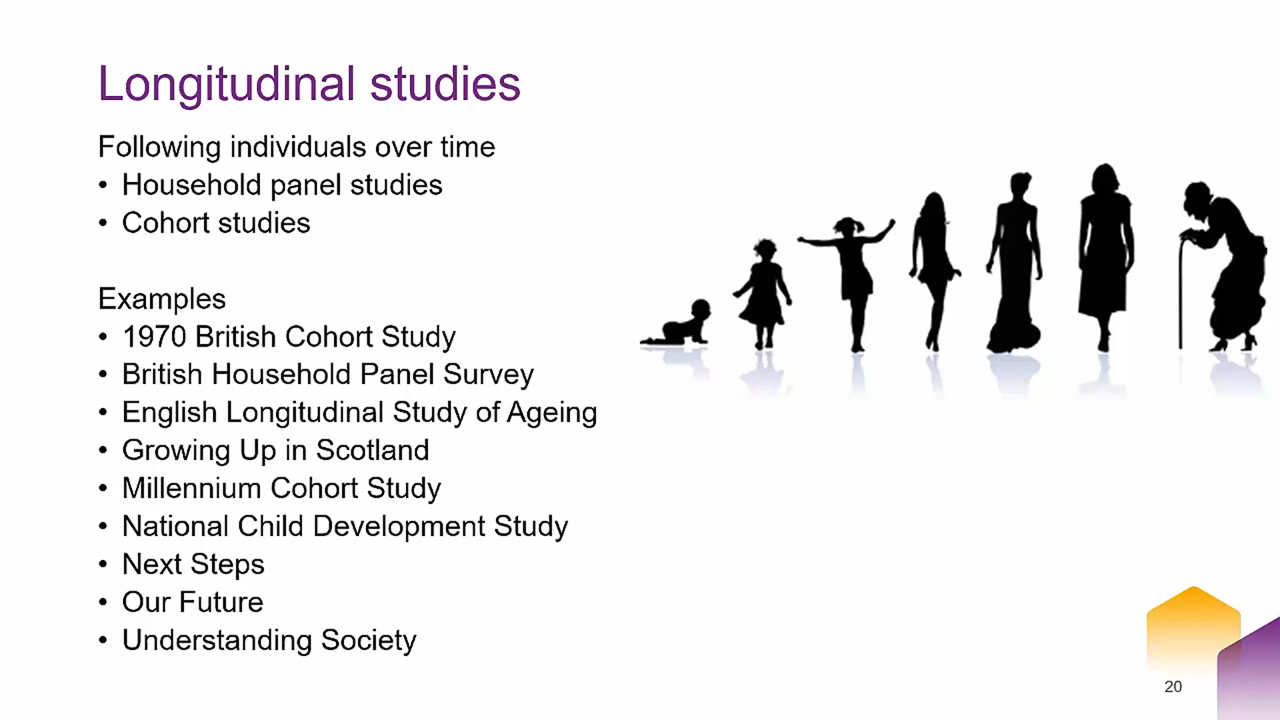 Longitudinal studies
Following individuals over time
• Household panel studies
• Cohort studies
Examples
• 1970 British Cohort Study
• British Household Panel Survey
• English Longitudinal Study of Ageing
• Growing Up in Scotland
• Millennium Cohort Study
• National Child Development Study
• Next Steps
• Our Future
• Understanding Society
20